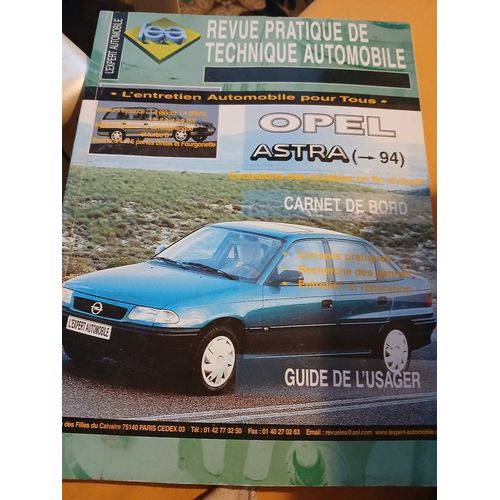 L'EXPERT AUTOMOBILE
lea
REVUE PRATIQUE DE
TECHNIQUE AUTOMOBILE
• L'entretien Automobile pour Tous •
OPEL
ASTRA (→ 94)
et turbo D
CARNET DE BORD
• Conseils pratiques
• Recherche des pannes
• Entretien et réparation
L'EXPERT AUTOMOBILE
GUIDE DE L'USAGER
des Filles du Calvaire 75140 PARIS CEDEX 03 Tél : 01 42 77 32 50 Fax : 01 40 27 02 63 Email : revuelea@aol.com www.lexpert-automobile.